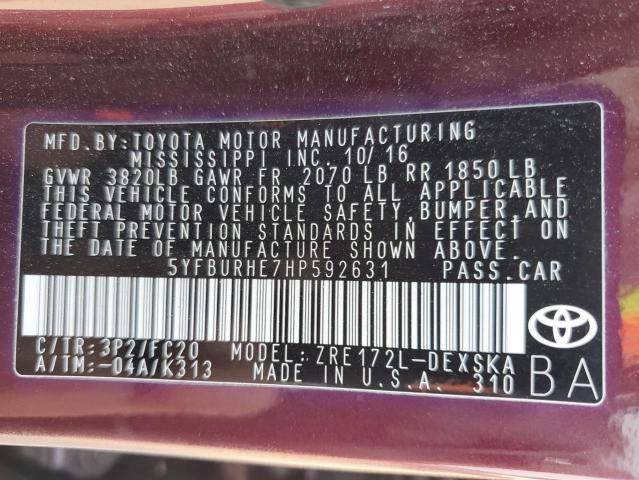 MFD. BY: TOYOTA MOTOR MANUFACTURING
MISSISSIPPI INC. 10/16
GVWR 3820LB GAWR FR 2070 LB RR 1850 LB
THIS VEHICLE CONFORMS TO ALL APPLICABLE
FEDERAL MOTOR VEHICLE SAFETY, BUMPER, AND
THEFT PREVENTION STANDARDS IN EFFECT ON
THE DATE OF MANUFACTURE SHOWN ABOVE.
5YFBURHE7HP592631 PASS. CAR
C/TR: 3P2/FC20 MODEL: ZRE172L-DEXSKA
A/TM: -04A/K313 MADE IN U.S.A. 310
BA